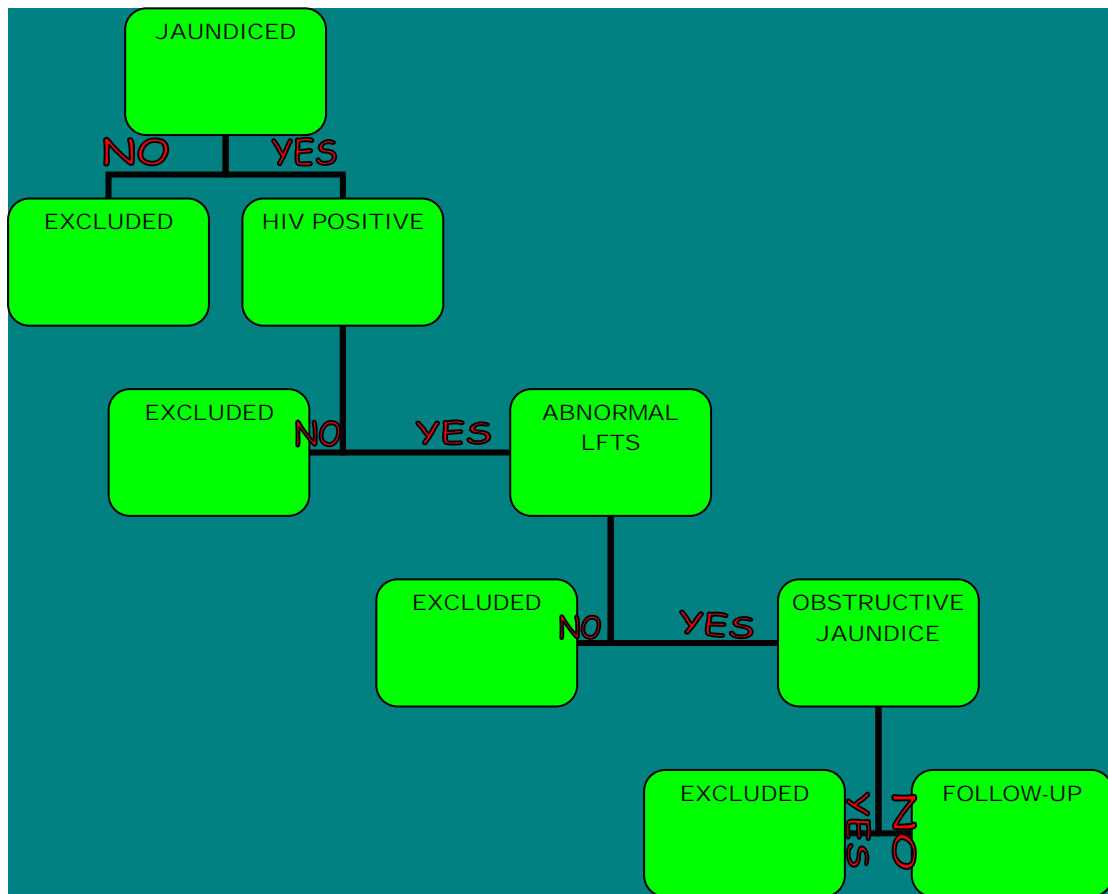 JAUNDICED
NO
YES
EXCLUDED
HIV POSITIVE
EXCLUDED
NO
YES
ABNORMAL
LFTS
EXCLUDED
NO
YES
OBSTRUCTIVE
JAUNDICE
EXCLUDED
YES
NO
FOLLOW-UP